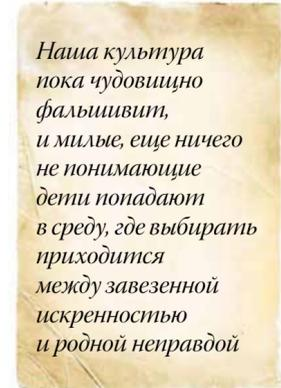 Наша культура
пока чудовищно
фальшивит,
и милые, еще ничего
не понимающие
дети попадают
в среду, где выбирать
приходится
между завезенной
искренностью
и родной неправдой